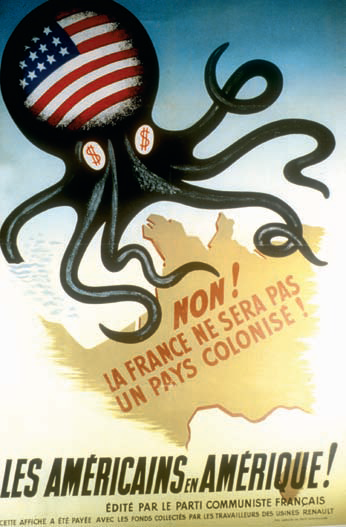 $ $
NON!
LA FRANCE NE SERA PAS
UN PAYS COLONISÉ!
LES AMÉRICAINS EN AMÉRIQUE!
ÉDITÉ PAR LE PARTI COMMUNISTE FRANÇAIS
CETTE AFFICHE A ÉTÉ PAYÉE AVEC LES FONDS COLLECTÉS PAR LES TRAVAILLEURS DES USINES RENAULT